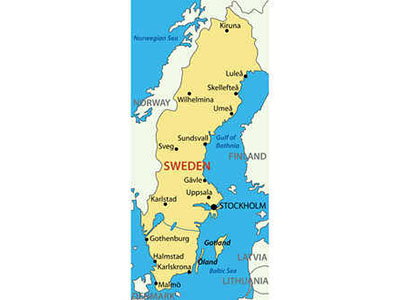 Kiruna
Norwegian Sea
Luleå
Skellefteå
Wilhelmina
NORWAY
Umeå
Sundsvall
Gulf of
Bothnia
Sveg
FINLAND
SWEDEN
Gävle
Uppsala
Karlstad
STOCKHOLM
Gothenburg
Gotland
Halmstad
LATVIA
Öland
Karlskrona
Baltic Sea
LITHUANIA
Malmö
DENMARK